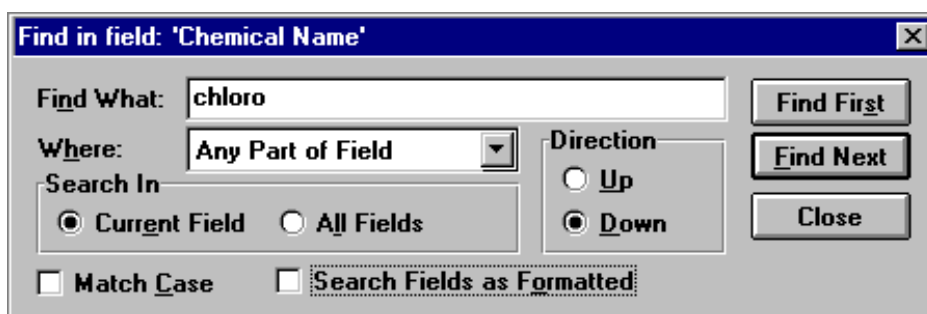 Find in field: 'Chemical Name'
Find What: chloro
Find First
Where: Any Part of Field
Direction
Up
Down
Find Next
Search In
Current Field All Fields
Close
Match Case Search Fields as Formatted